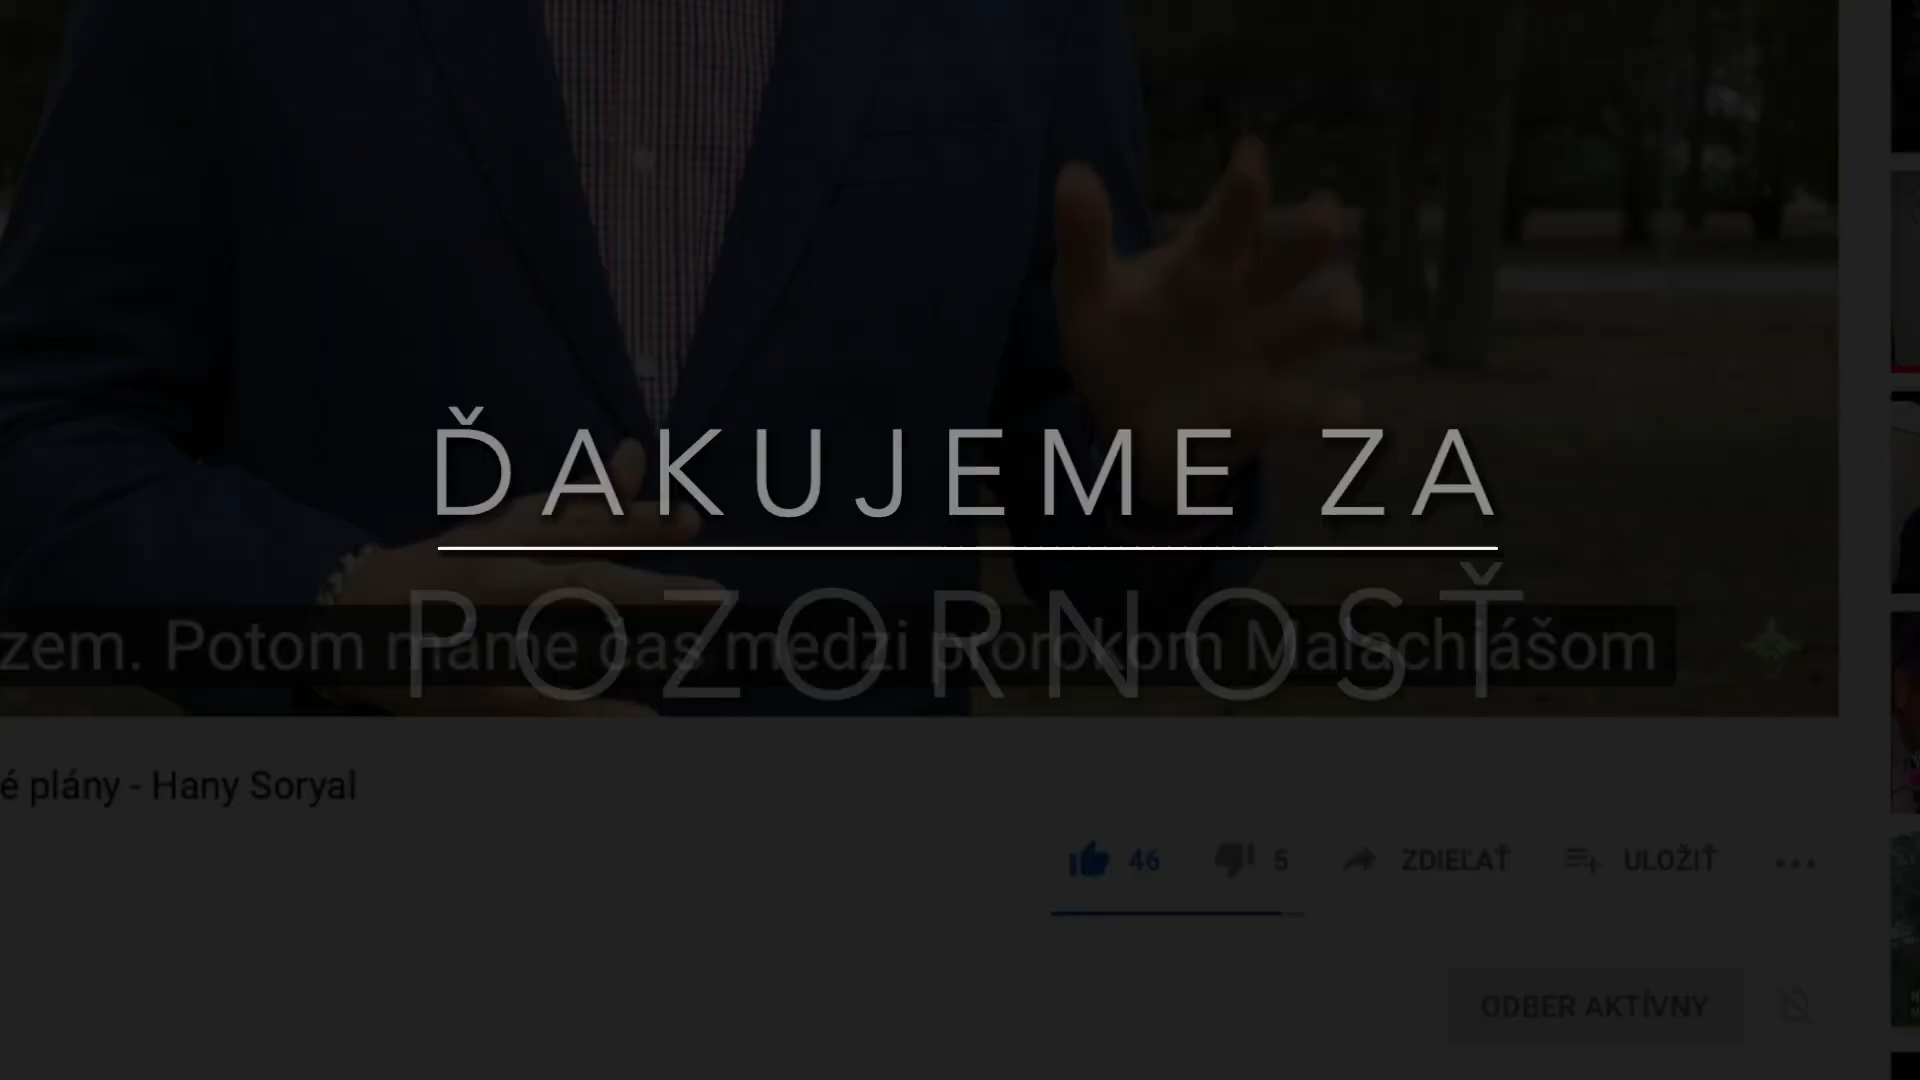 ĎAKUJEME ZA
POZORNOSŤ
zem. Potom máme čas medzi prorokom Malachiášom
é plány - Hany Soryal
46 5 ZDIEĽAŤ ULOŽIŤ
ODBER AKTÍVNY